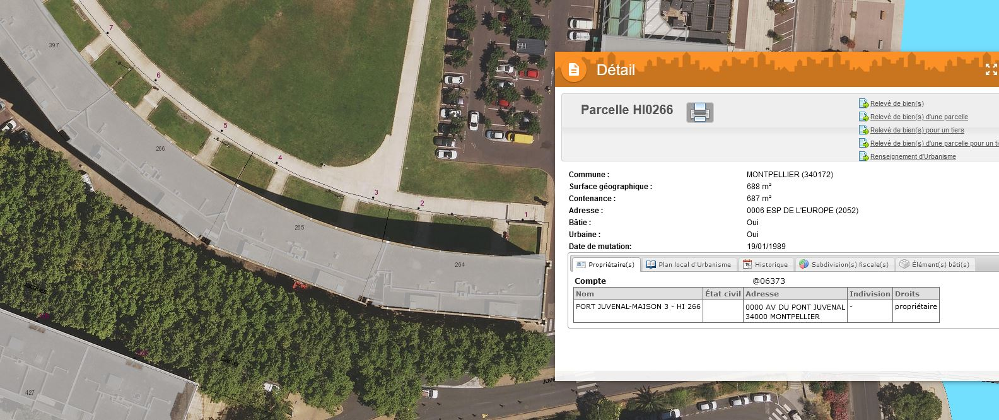 7
397
6
5
266
4
3
2
1
265
264
427
Détail
Parcelle HI0266
Relevé de bien(s)
Relevé de bien(s) d'une parcelle
Relevé de bien(s) pour un tiers
Relevé de bien(s) d'une parcelle pour un ti
Renseignement d'Urbanisme
Commune : MONTPELLIER (340172)
Surface géographique : 688 m²
Contenance : 687 m²
Adresse : 0006 ESP DE L'EUROPE (2052)
Bâtie : Oui
Urbaine : Oui
Date de mutation: 19/01/1989
Propriétaire(s) Plan local d'Urbanisme Historique Subdivision(s) fiscale(s) Élément(s) bâti(s)
Compte @06373
Nom État civil Adresse Indivision Droits
PORT JUVENAL-MAISON 3 - HI 266 0000 AV DU PONT JUVENAL - propriétaire
34000 MONTPELLIER